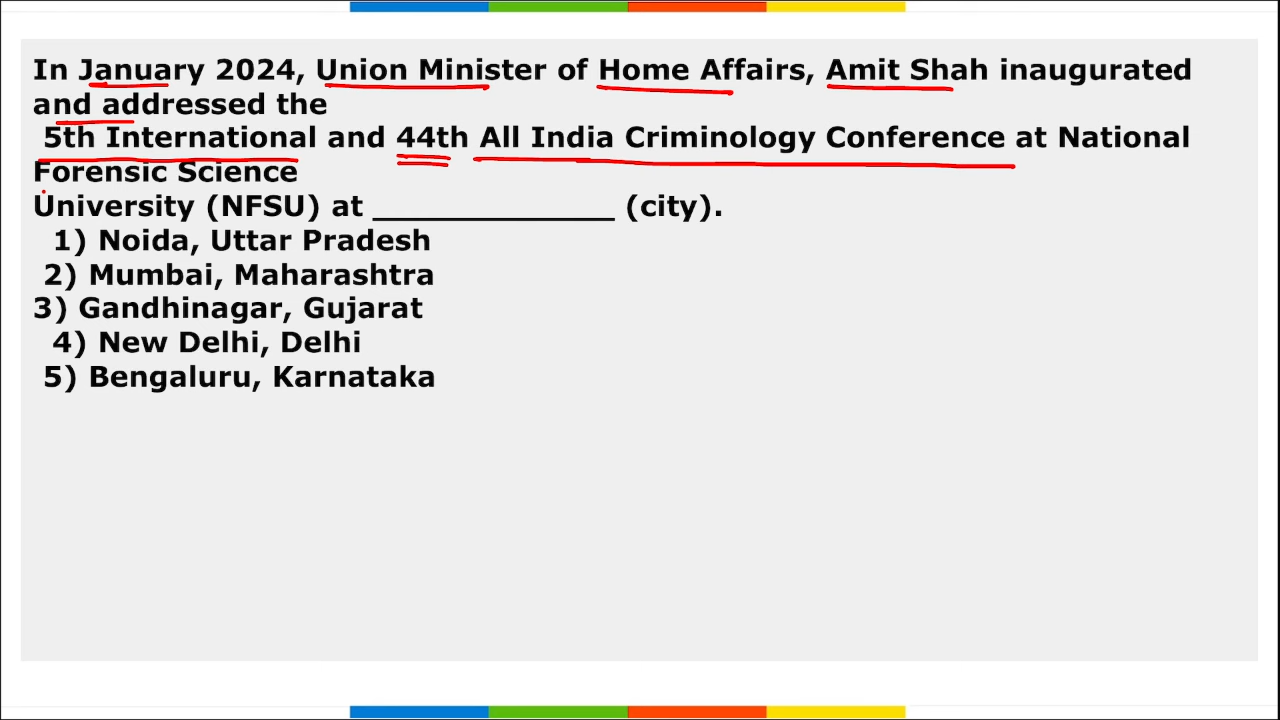 In January 2024, Union Minister of Home Affairs, Amit Shah inaugurated
and addressed the
5th International and 44th All India Criminology Conference at National
Forensic Science
University (NFSU) at _______________ (city).
1) Noida, Uttar Pradesh
2) Mumbai, Maharashtra
3) Gandhinagar, Gujarat
4) New Delhi, Delhi
5) Bengaluru, Karnataka